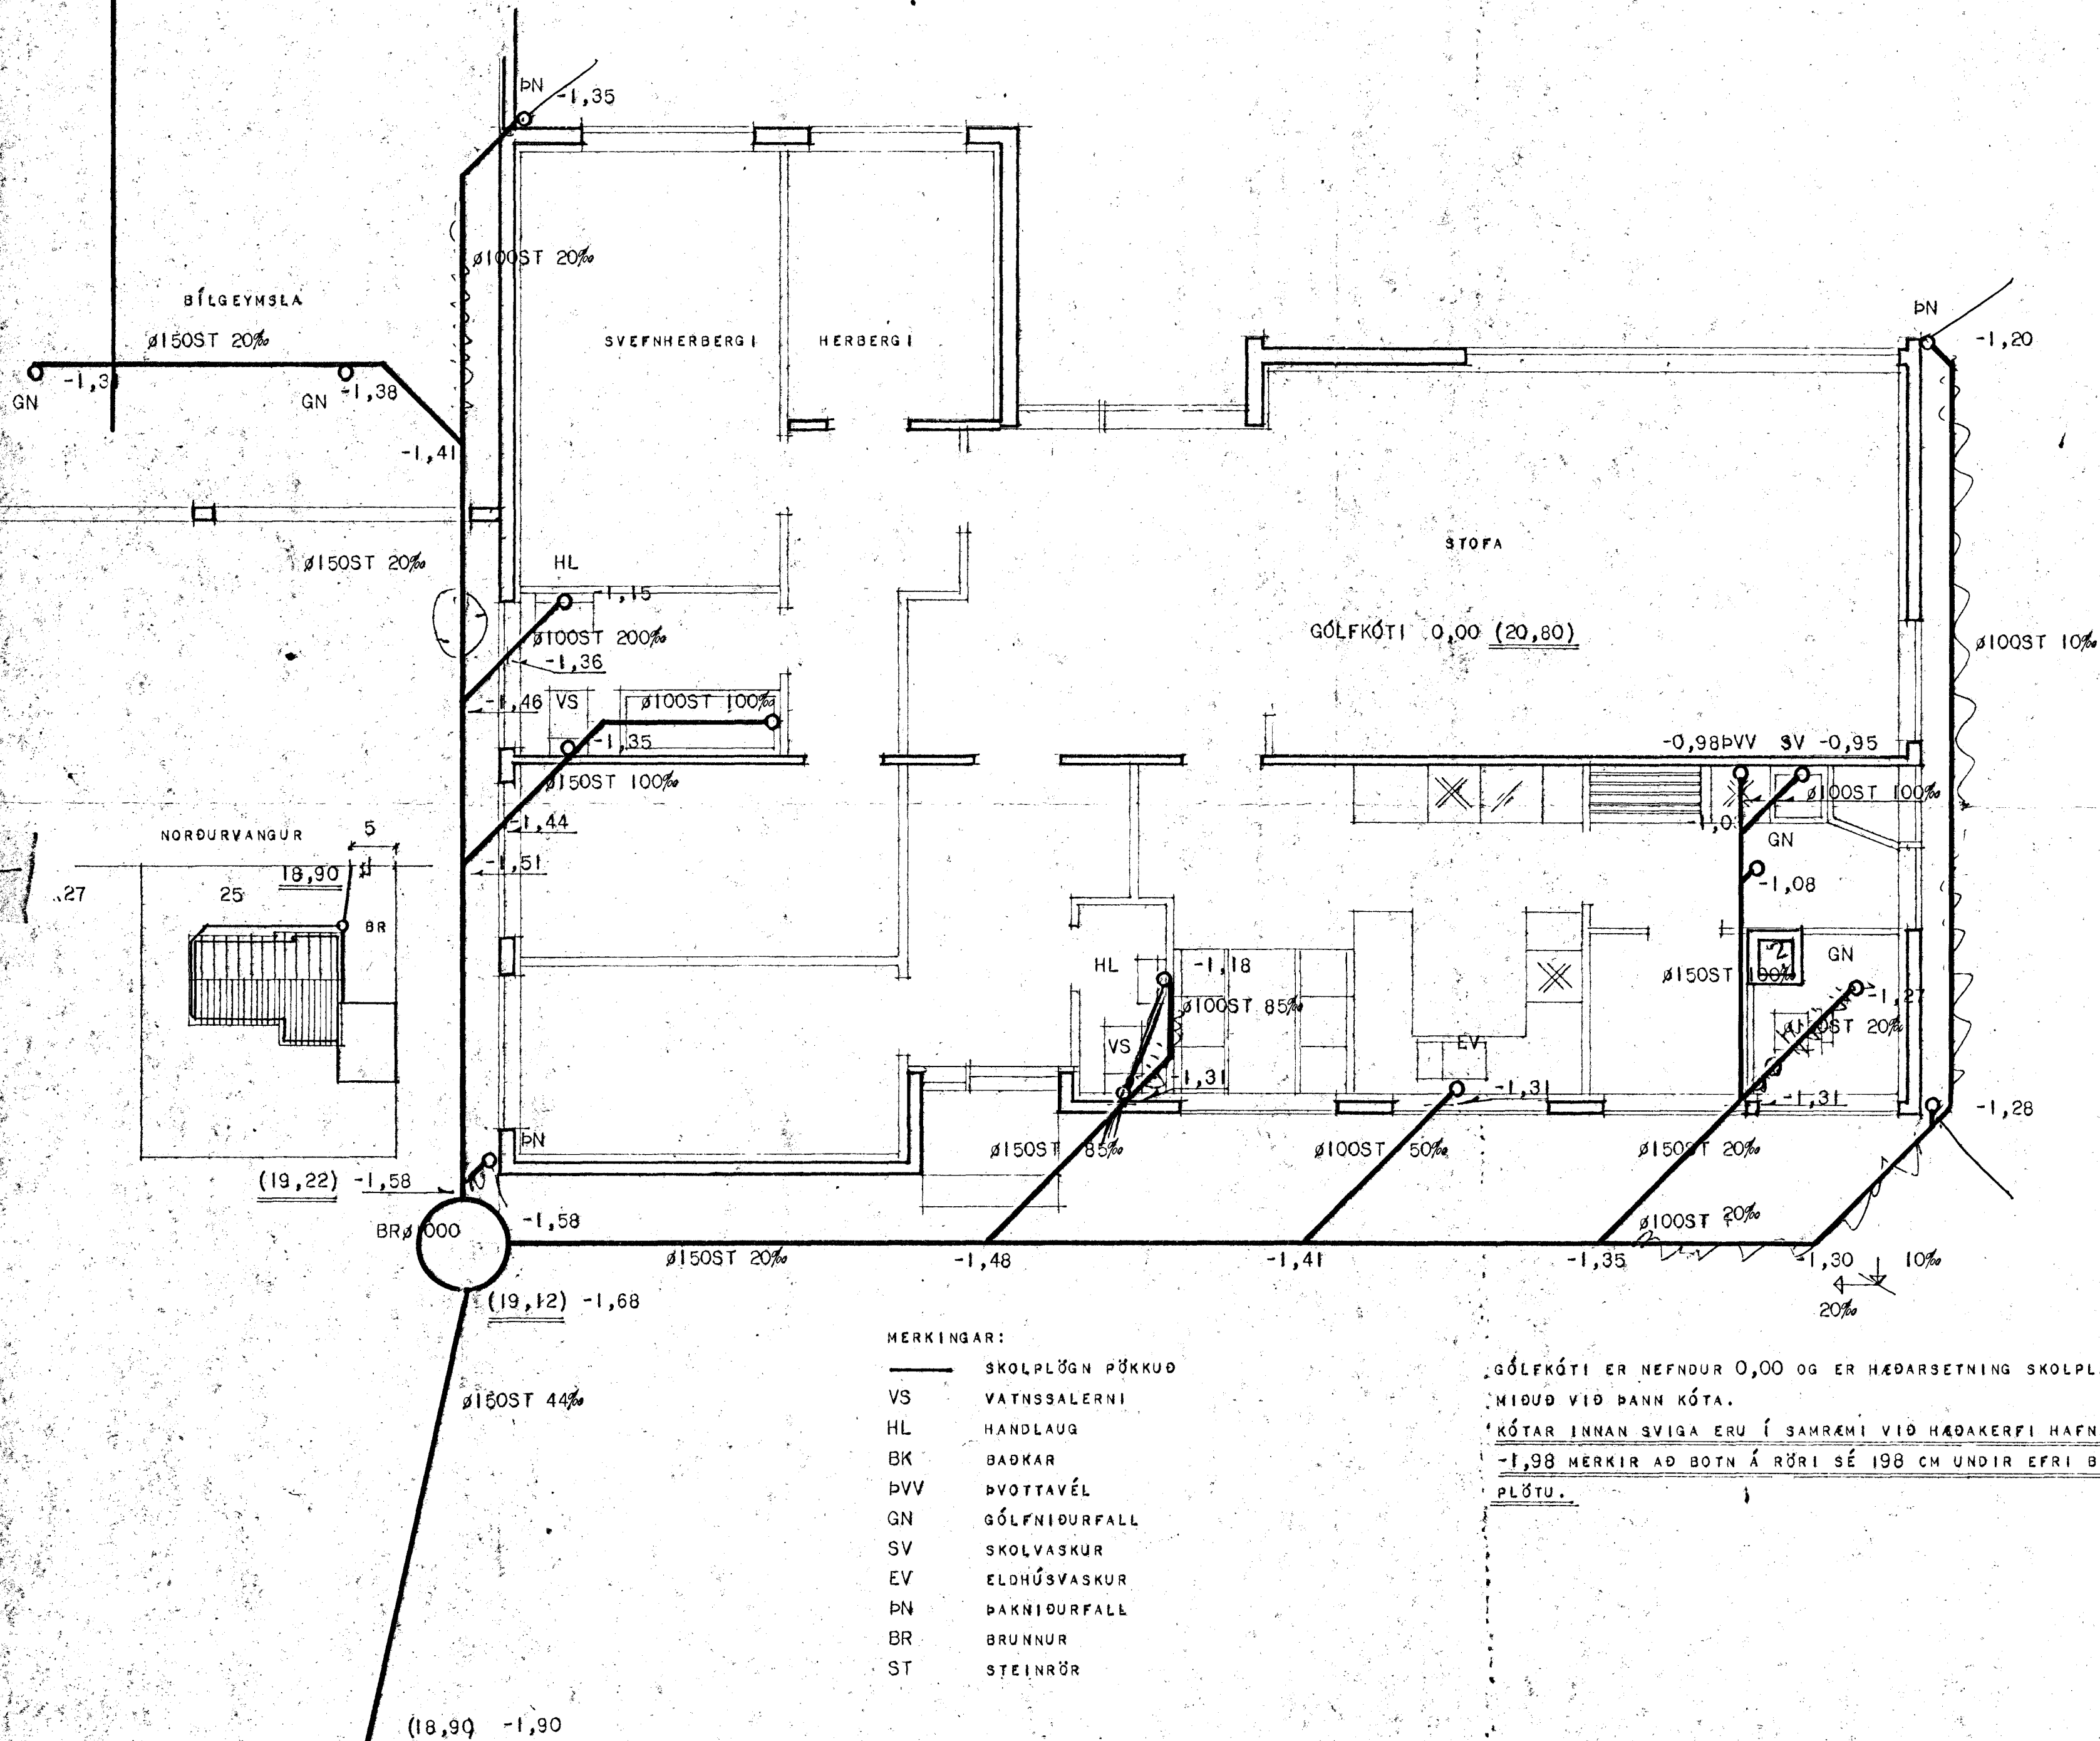 ÞN
-1,35
ø100ST 20‰
BÍLGEYMSLA
ø150ST 20‰
SVEFNHERBERGI
HERBERGI
ÞN
-1,20
GN
GN
-1,38
-1,41
ø150ST 20‰
HL
-1,15
ø100ST 200‰
-1,36
-1,46
VS
ø100ST 100‰
-1,35
ø150ST 100‰
-1,44
-1,51
STOFA
GÓLFKÓTI 0,00 (20,80)
ø100ST 10‰
-0,98 ÞVV SV -0,95
ø100ST 100‰
GN
-1,08
NORÐURVANGUR
5
18,90
27
25
BR
HL
-1,18
ø100ST 85‰
VS
-1,31
EV
-1,31
ø150ST 100‰
GN
-1,27
20‰
-1,31
-1,28
ÞN
ø150ST 85‰
ø100ST 50‰
ø150ST 20‰
(19,22) -1,58
BRø1000
-1,58
ø150ST 20‰
-1,48
-1,41
-1,35
ø100ST 20‰
-1,30
10‰
20‰
(19,12) -1,68
ø150ST 44‰
(18,90) -1,90
MERKINGAR:
SKOLPLÖGN PÖKKUÐ
VS VATNSSALERNI
HL HANDLAUG
BK BAÐKAR
ÞVV ÞVOTTAVÉL
GN GÓLFNIÐURFALL
SV SKOLVASKUR
EV ELDHÚSVASKUR
ÞN ÞAKNIÐURFALL
BR BRUNNUR
ST STEINRÖR
GÓLFKÓTI ER NEFNDUR 0,00 OG ER HÆÐARSETNING SKOLPL
MIÐUÐ VIÐ ÞANN KÓTA.
KÓTAR INNAN SVIGA ERU Í SAMRÆMI VIÐ HÆÐAKERFI HAFN
-1,98 MERKIR AÐ BOTN Á RÖRI SÉ 198 CM UNDIR EFRI B
PLÖTU.